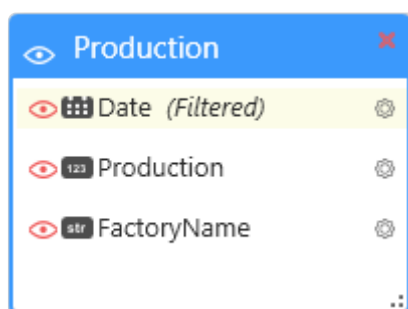 Production
Date (Filtered)
123 Production
str FactoryName